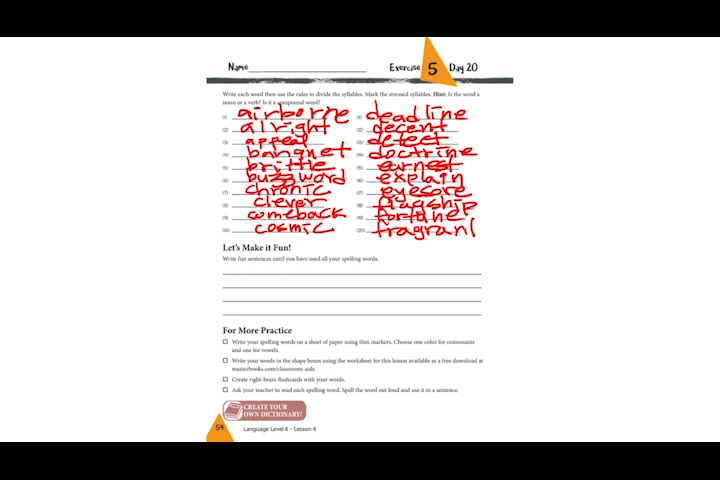 Name
Exercise 5 Day 20
Write each word then use the rules to divide the syllables. Mark the stressed syllables. Hint: Is the word a
noun or a verb? Is it a compound word?
(1) airborne
(2) alright
(3) appeal
(4) banquet
(5) brittle
(6) buzzword
(7) chronic
(8) clever
(9) comeback
(10) cosmic
(11) deadline
(12) decent
(13) detect
(14) doctrine
(15) earnest
(16) explain
(17) eyesore
(18) flagship
(19) fortune
(20) fragran
Let's Make it Fun!
Write fun sentences until you have used all your spelling words.
For More Practice
Write your spelling words on a sheet of paper using thin markers. Choose one color for consonants
and one for vowels.
Write your words in the shape boxes using the worksheet for this lesson available as a free download at
masterbooks.com/classroom-aids.
Create right-brain flashcards with your words.
Ask your teacher to read each spelling word. Spell the word out loud and use it in a sentence.
CREATE YOUR
OWN DICTIONARY!
54 Language Level 6 – Lesson 4